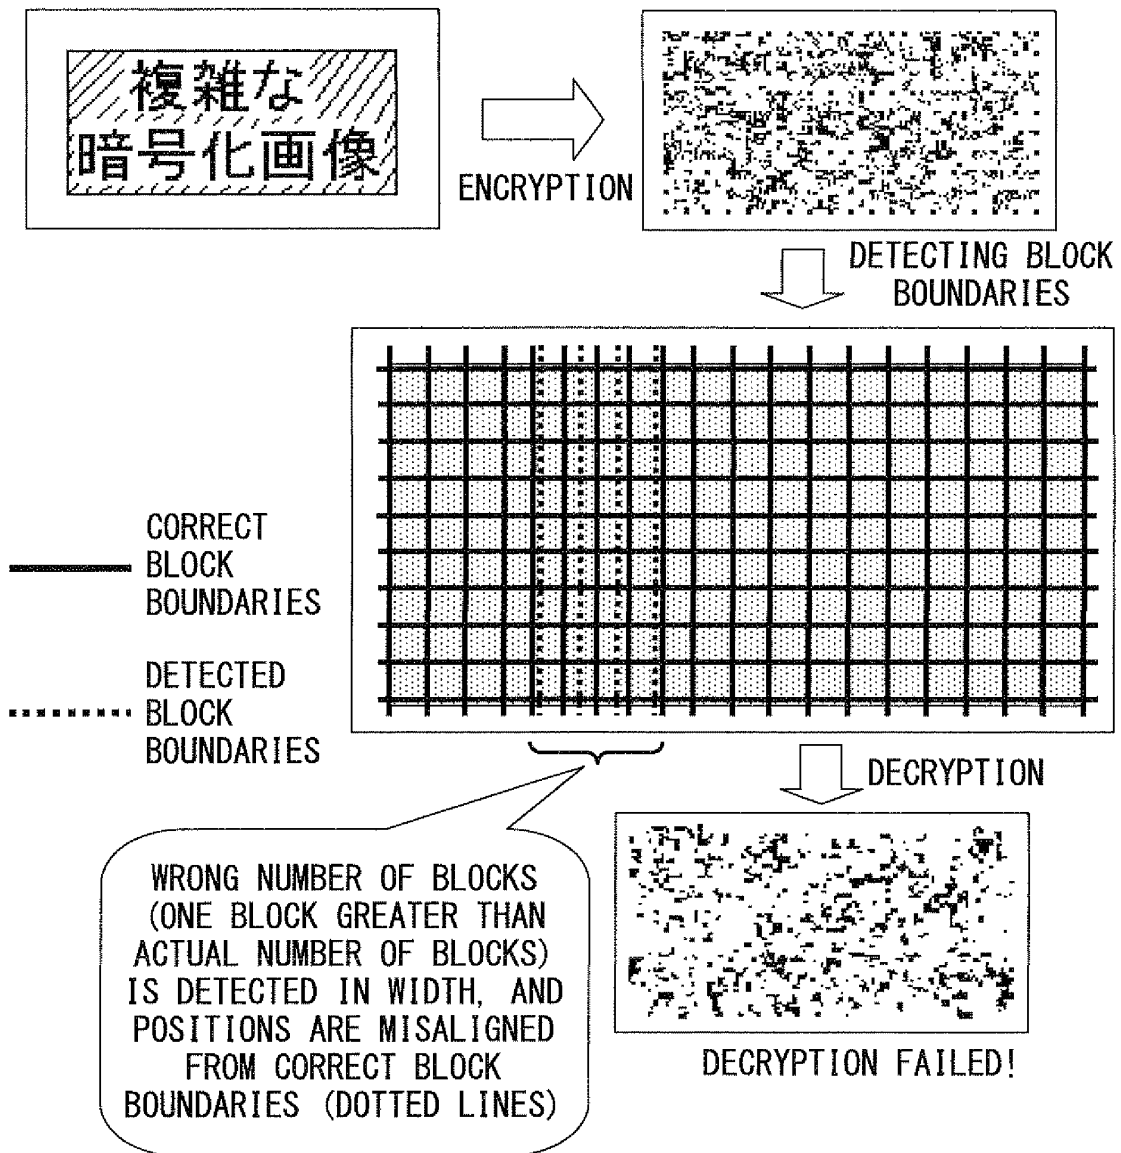 複雑な
暗号化画像
ENCRYPTION
DETECTING BLOCK
BOUNDARIES
CORRECT
BLOCK
BOUNDARIES
DETECTED
BLOCK
BOUNDARIES
DECRYPTION
WRONG NUMBER OF BLOCKS
(ONE BLOCK GREATER THAN
ACTUAL NUMBER OF BLOCKS)
IS DETECTED IN WIDTH, AND
POSITIONS ARE MISALIGNED
FROM CORRECT BLOCK
BOUNDARIES (DOTTED LINES)
DECRYPTION FAILED!